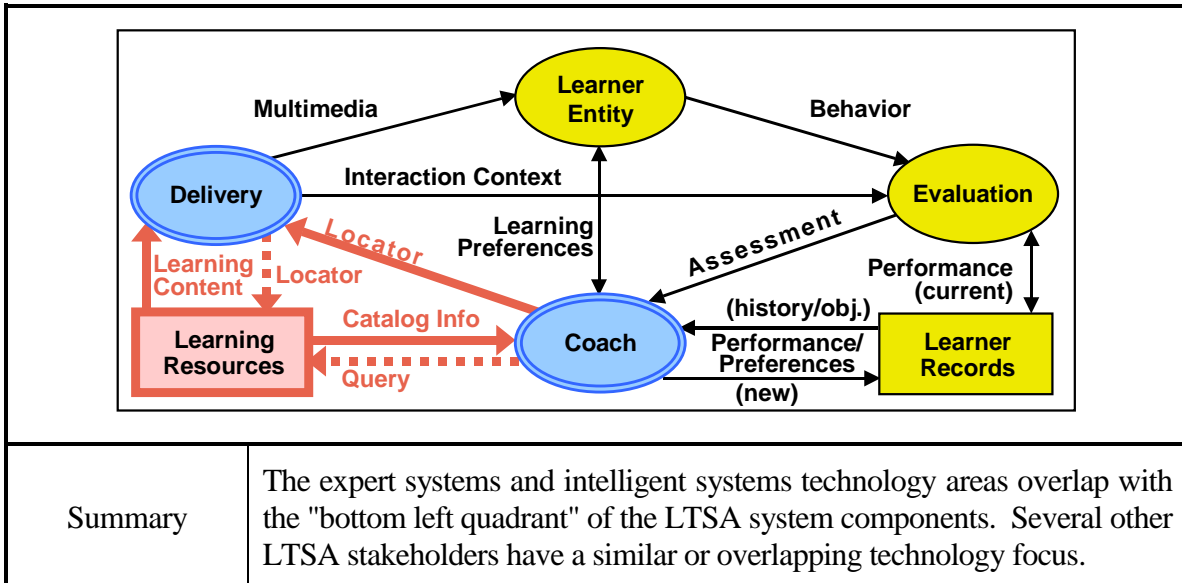 Learner
Entity
Multimedia
Behavior
Delivery
Interaction Context
Evaluation
Learning
Preferences
Locator
Assessment
Learning
Content
Locator
Performance
(current)
Learning
Resources
Catalog Info
Query
Coach
(history/obj.)
Performance/
Preferences
(new)
Learner
Records
Summary
The expert systems and intelligent systems technology areas overlap with
the "bottom left quadrant" of the LTSA system components. Several other
LTSA stakeholders have a similar or overlapping technology focus.